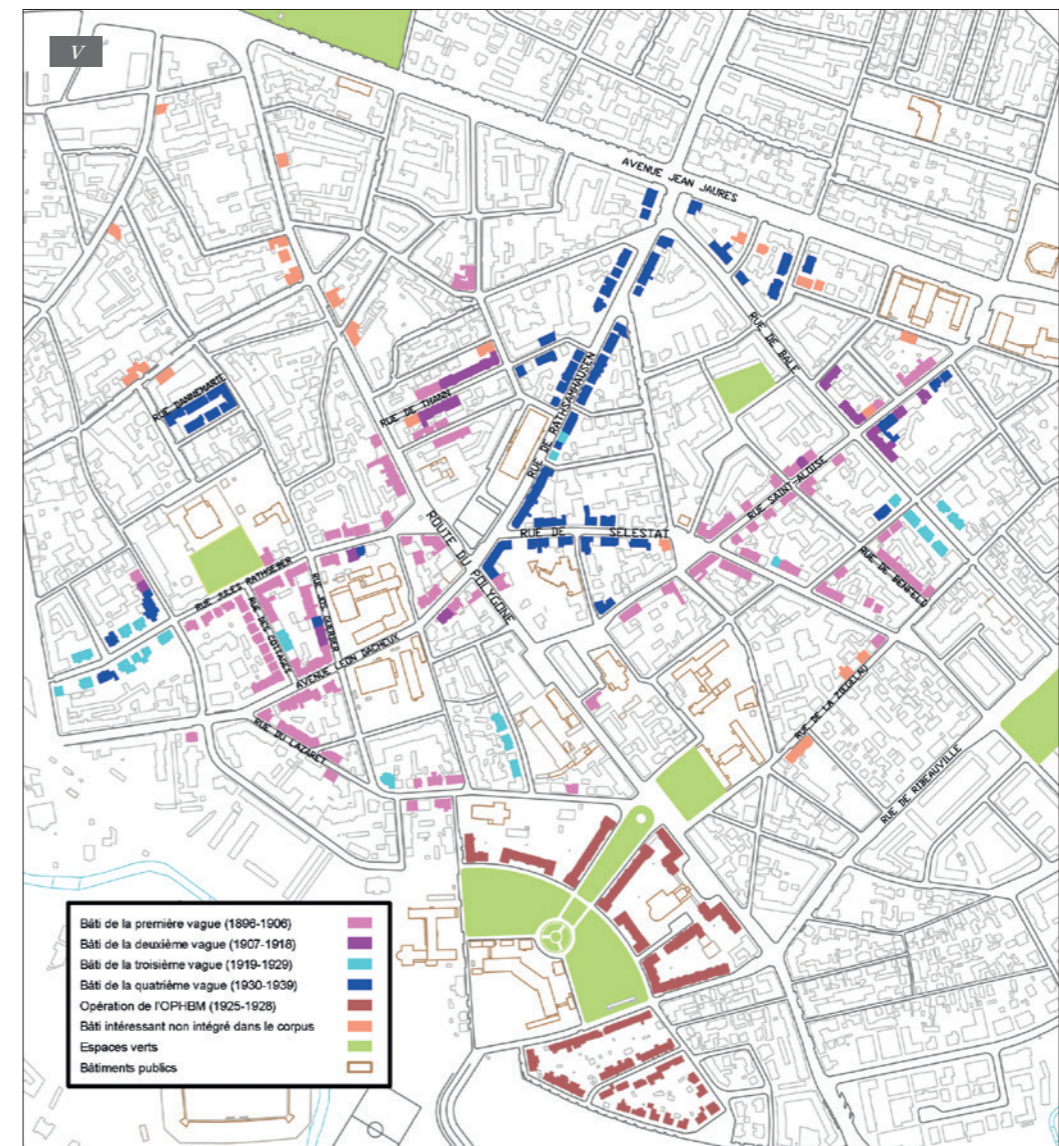 V
AVENUE JEAN JAURES
RUE DE BALE
RUE DE RATHSAMHAUSEN
RUE DANNEMARIE
RUE DE THANN
RUE SAINT-ALOISE
ROUTE DU POLYGONE
RUE DE SELESTAT
RUE DE BENFELD
RUE JULES RATHGEBER
RUE DES COTTAGES
RUE JOS GUERBER
AVENUE LEON DACHEUX
RUE DU LAZARET
RUE DE LA ZIEGELAU
RUE DE RIBEAUVILLE
Bâti de la première vague (1896-1906)
Bâti de la deuxième vague (1907-1918)
Bâti de la troisième vague (1919-1929)
Bâti de la quatrième vague (1930-1939)
Opération de l'OPHBM (1925-1928)
Bâti intéressant non intégré dans le corpus
Espaces verts
Bâtiments publics